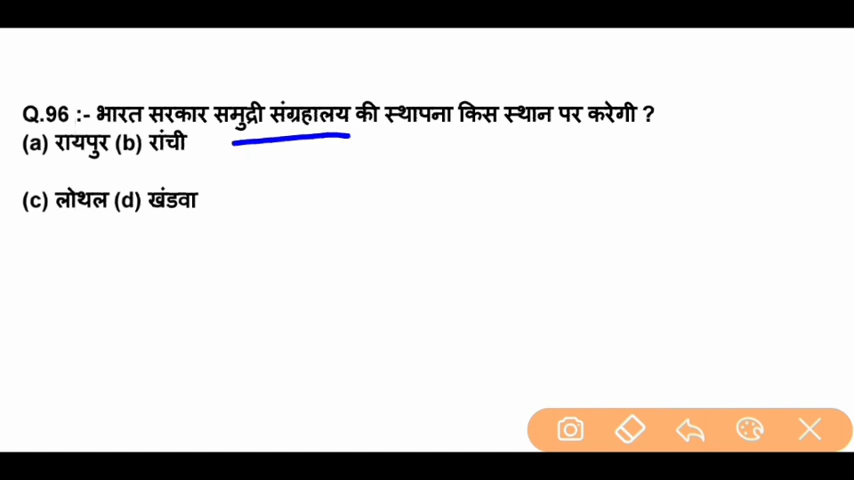 Q.96 :- भारत सरकार समुद्री संग्रहालय की स्थापना किस स्थान पर करेगी ?
(a) रायपुर (b) रांची
(c) लोथल (d) खंडवा